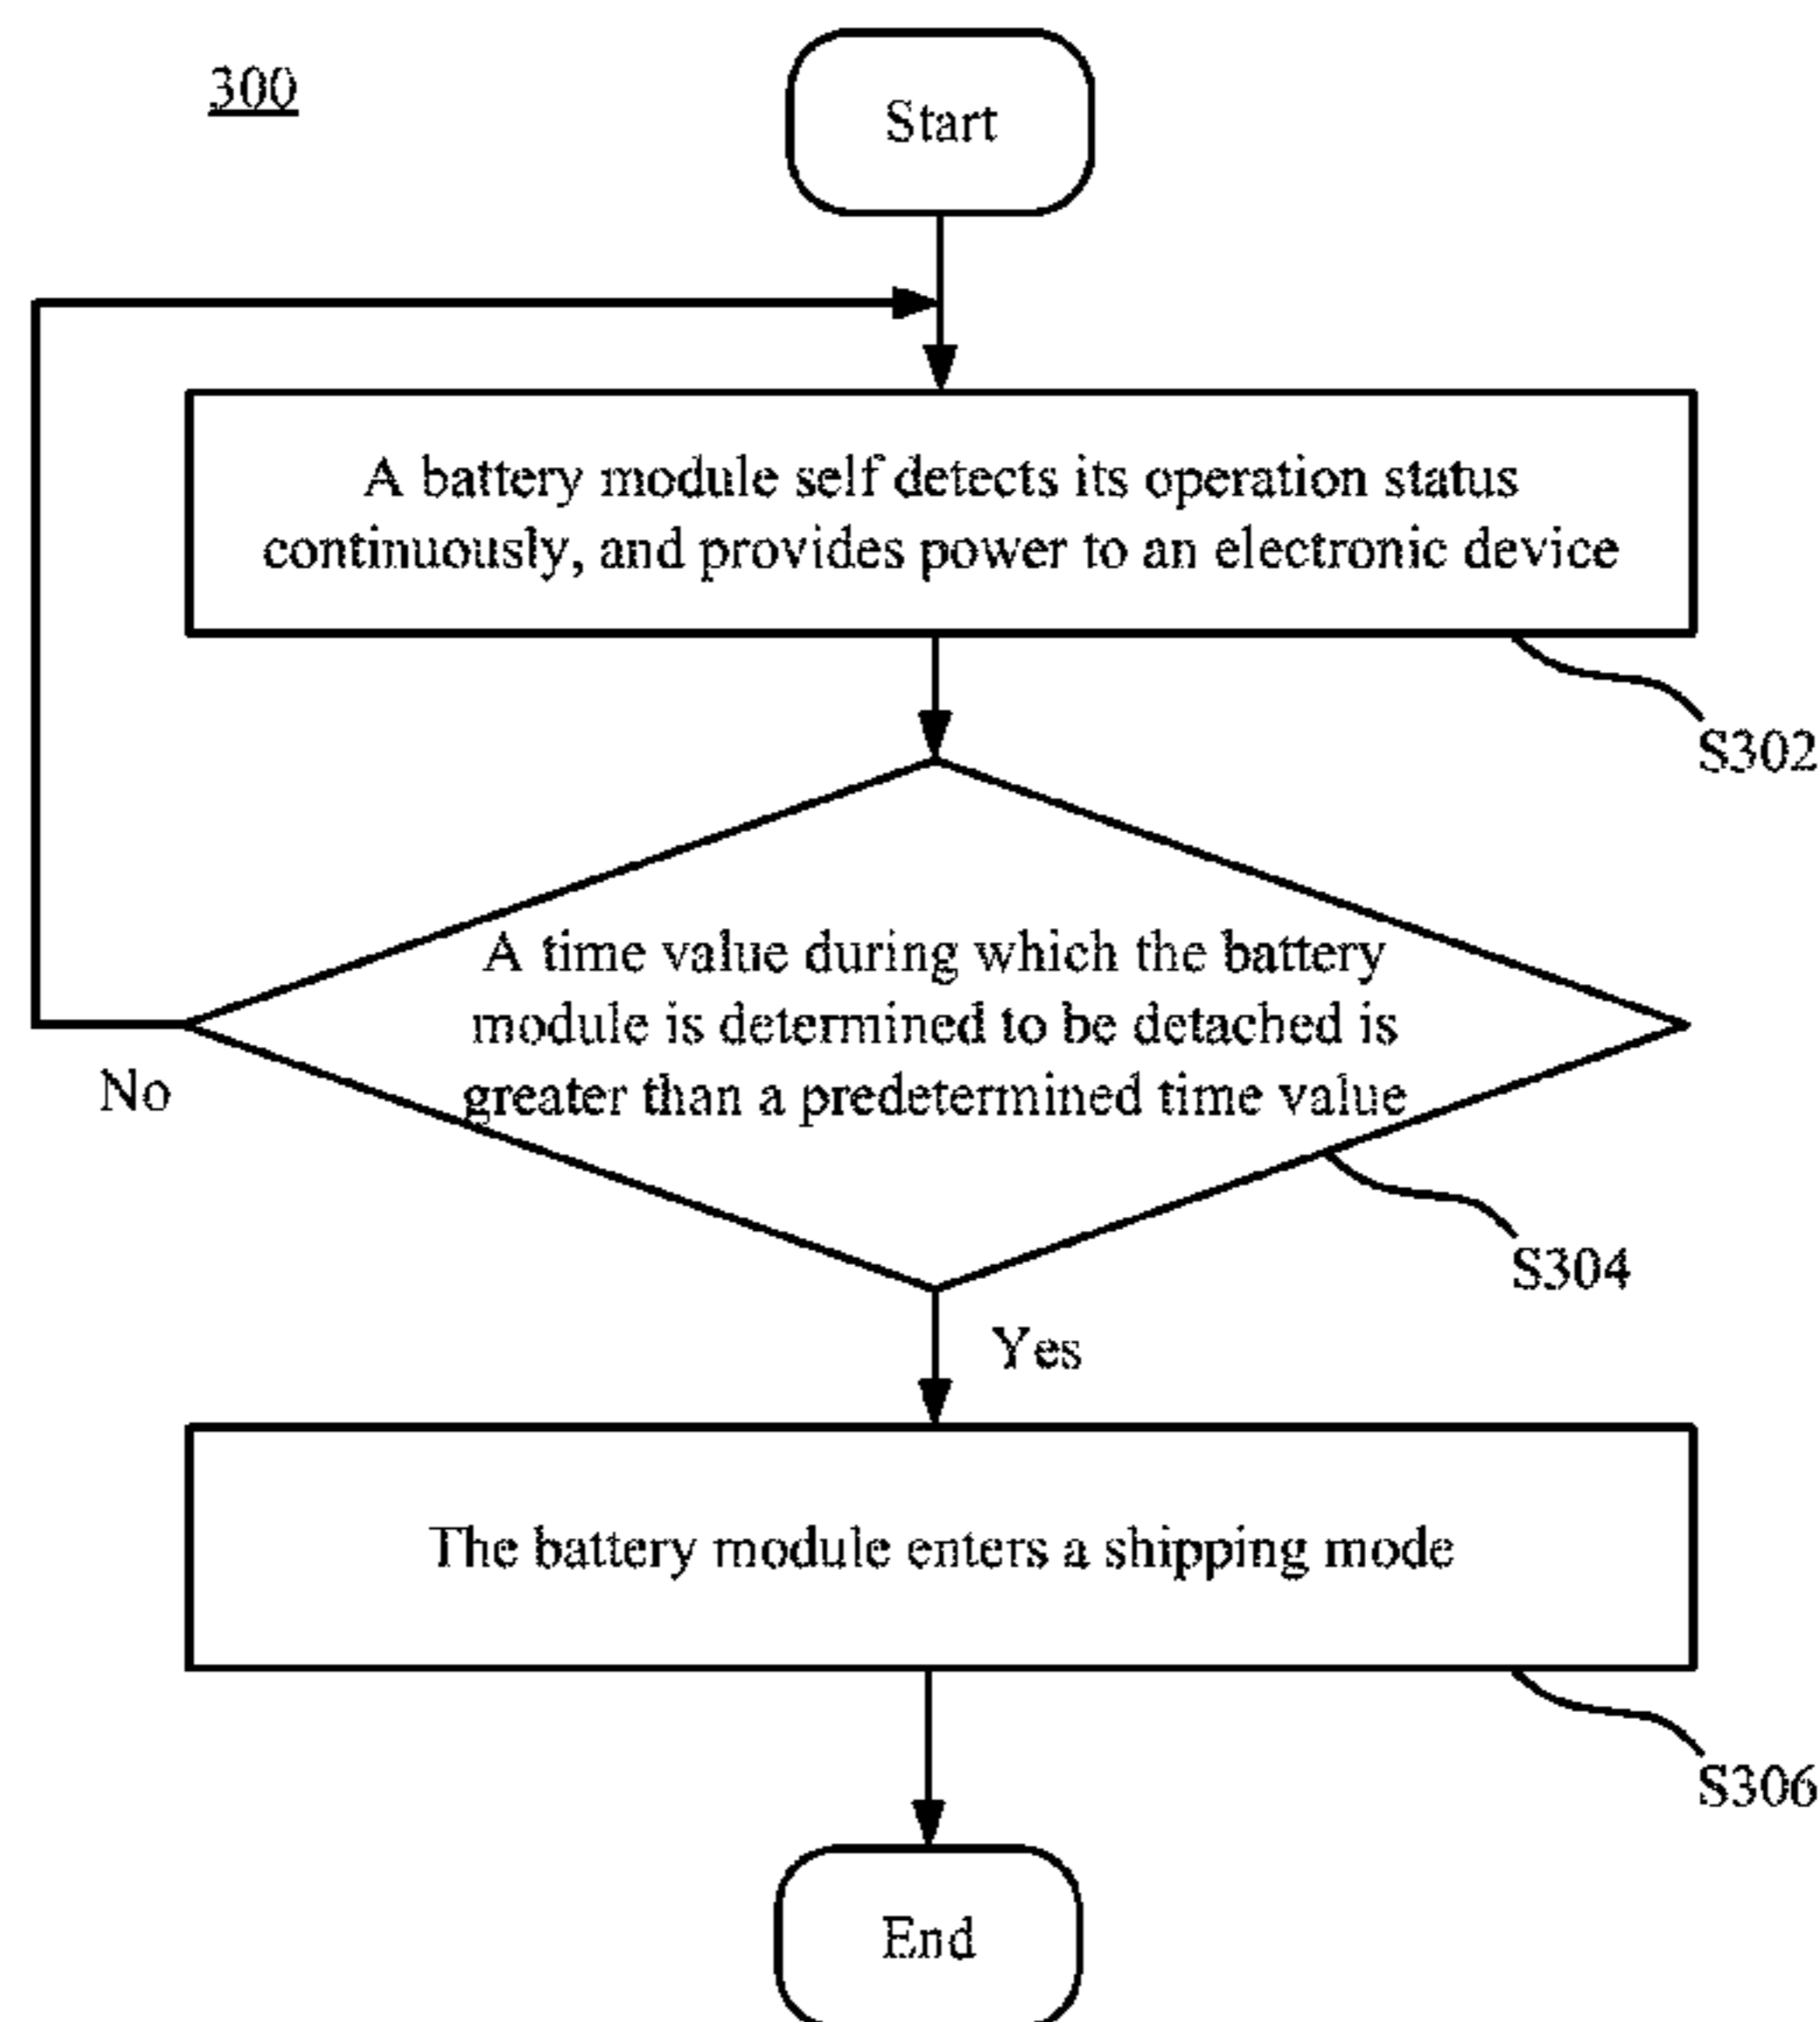 300
Start
A battery module self detects its operation status
continuously, and provides power to an electronic device
S302
A time value during which the battery
module is determined to be detached is
greater than a predetermined time value
No
S304
Yes
The battery module enters a shipping mode
S306
End